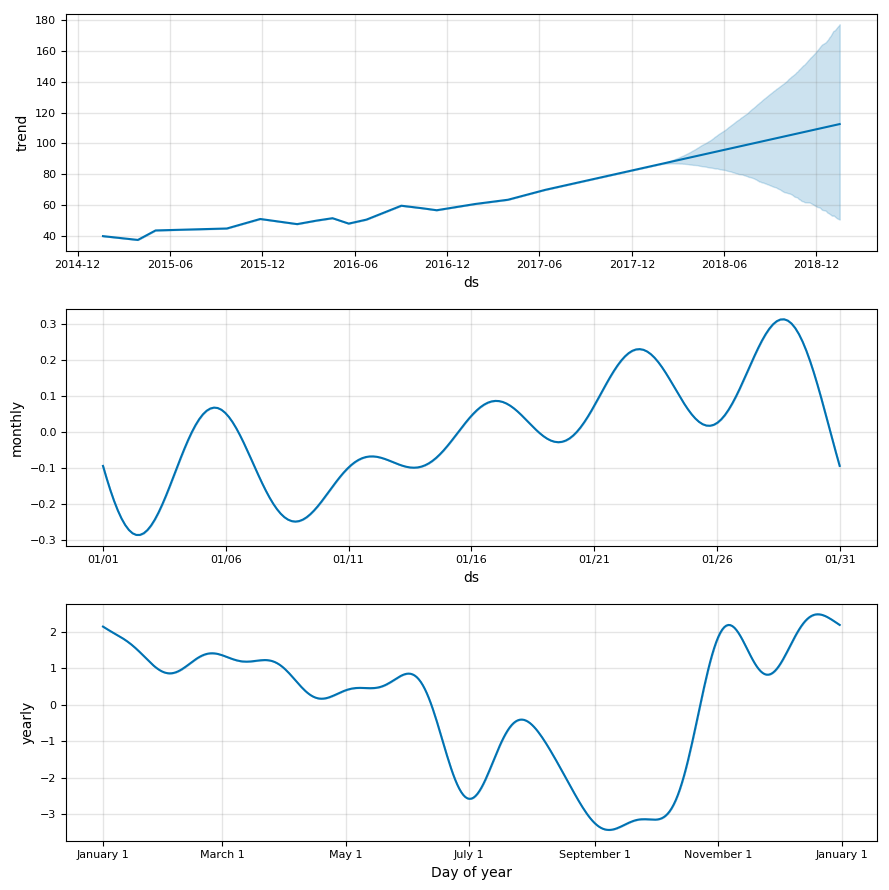 180
160
140
120
100
80
60
40
trend
2014-12 2015-06 2015-12 2016-06 2016-12 2017-06 2017-12 2018-06 2018-12
ds
0.3
0.2
0.1
0.0
−0.1
−0.2
−0.3
monthly
01/01 01/06 01/11 01/16 01/21 01/26 01/31
ds
2
1
0
−1
−2
−3
yearly
January 1 March 1 May 1 July 1 September 1 November 1 January 1
Day of year